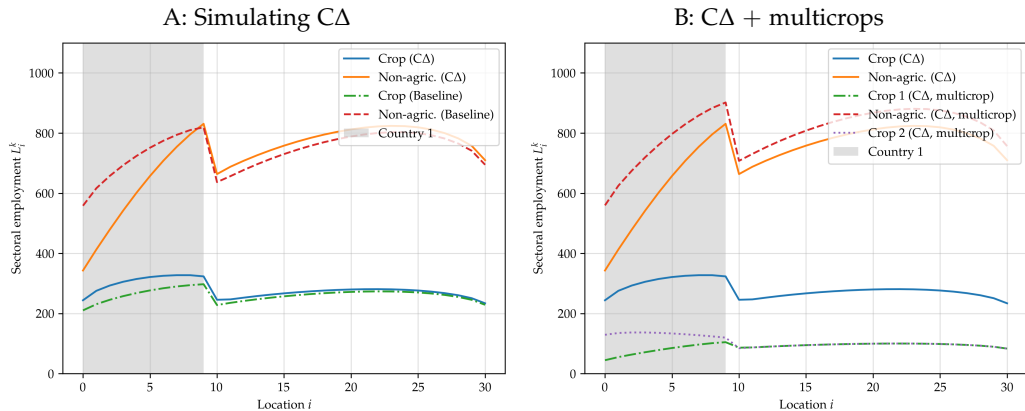 A: Simulating CΔ
1000
800
600
400
200
0
Sectoral employment L_i^k
0 5 10 15 20 25 30
Location i
Crop (CΔ)
Non-agric. (CΔ)
Crop (Baseline)
Non-agric. (Baseline)
Country 1
B: CΔ + multicrops
1000
800
600
400
200
0
Sectoral employment L_i^k
0 5 10 15 20 25 30
Location i
Crop (CΔ)
Non-agric. (CΔ)
Crop 1 (CΔ, multicrop)
Non-agric. (CΔ, multicrop)
Crop 2 (CΔ, multicrop)
Country 1